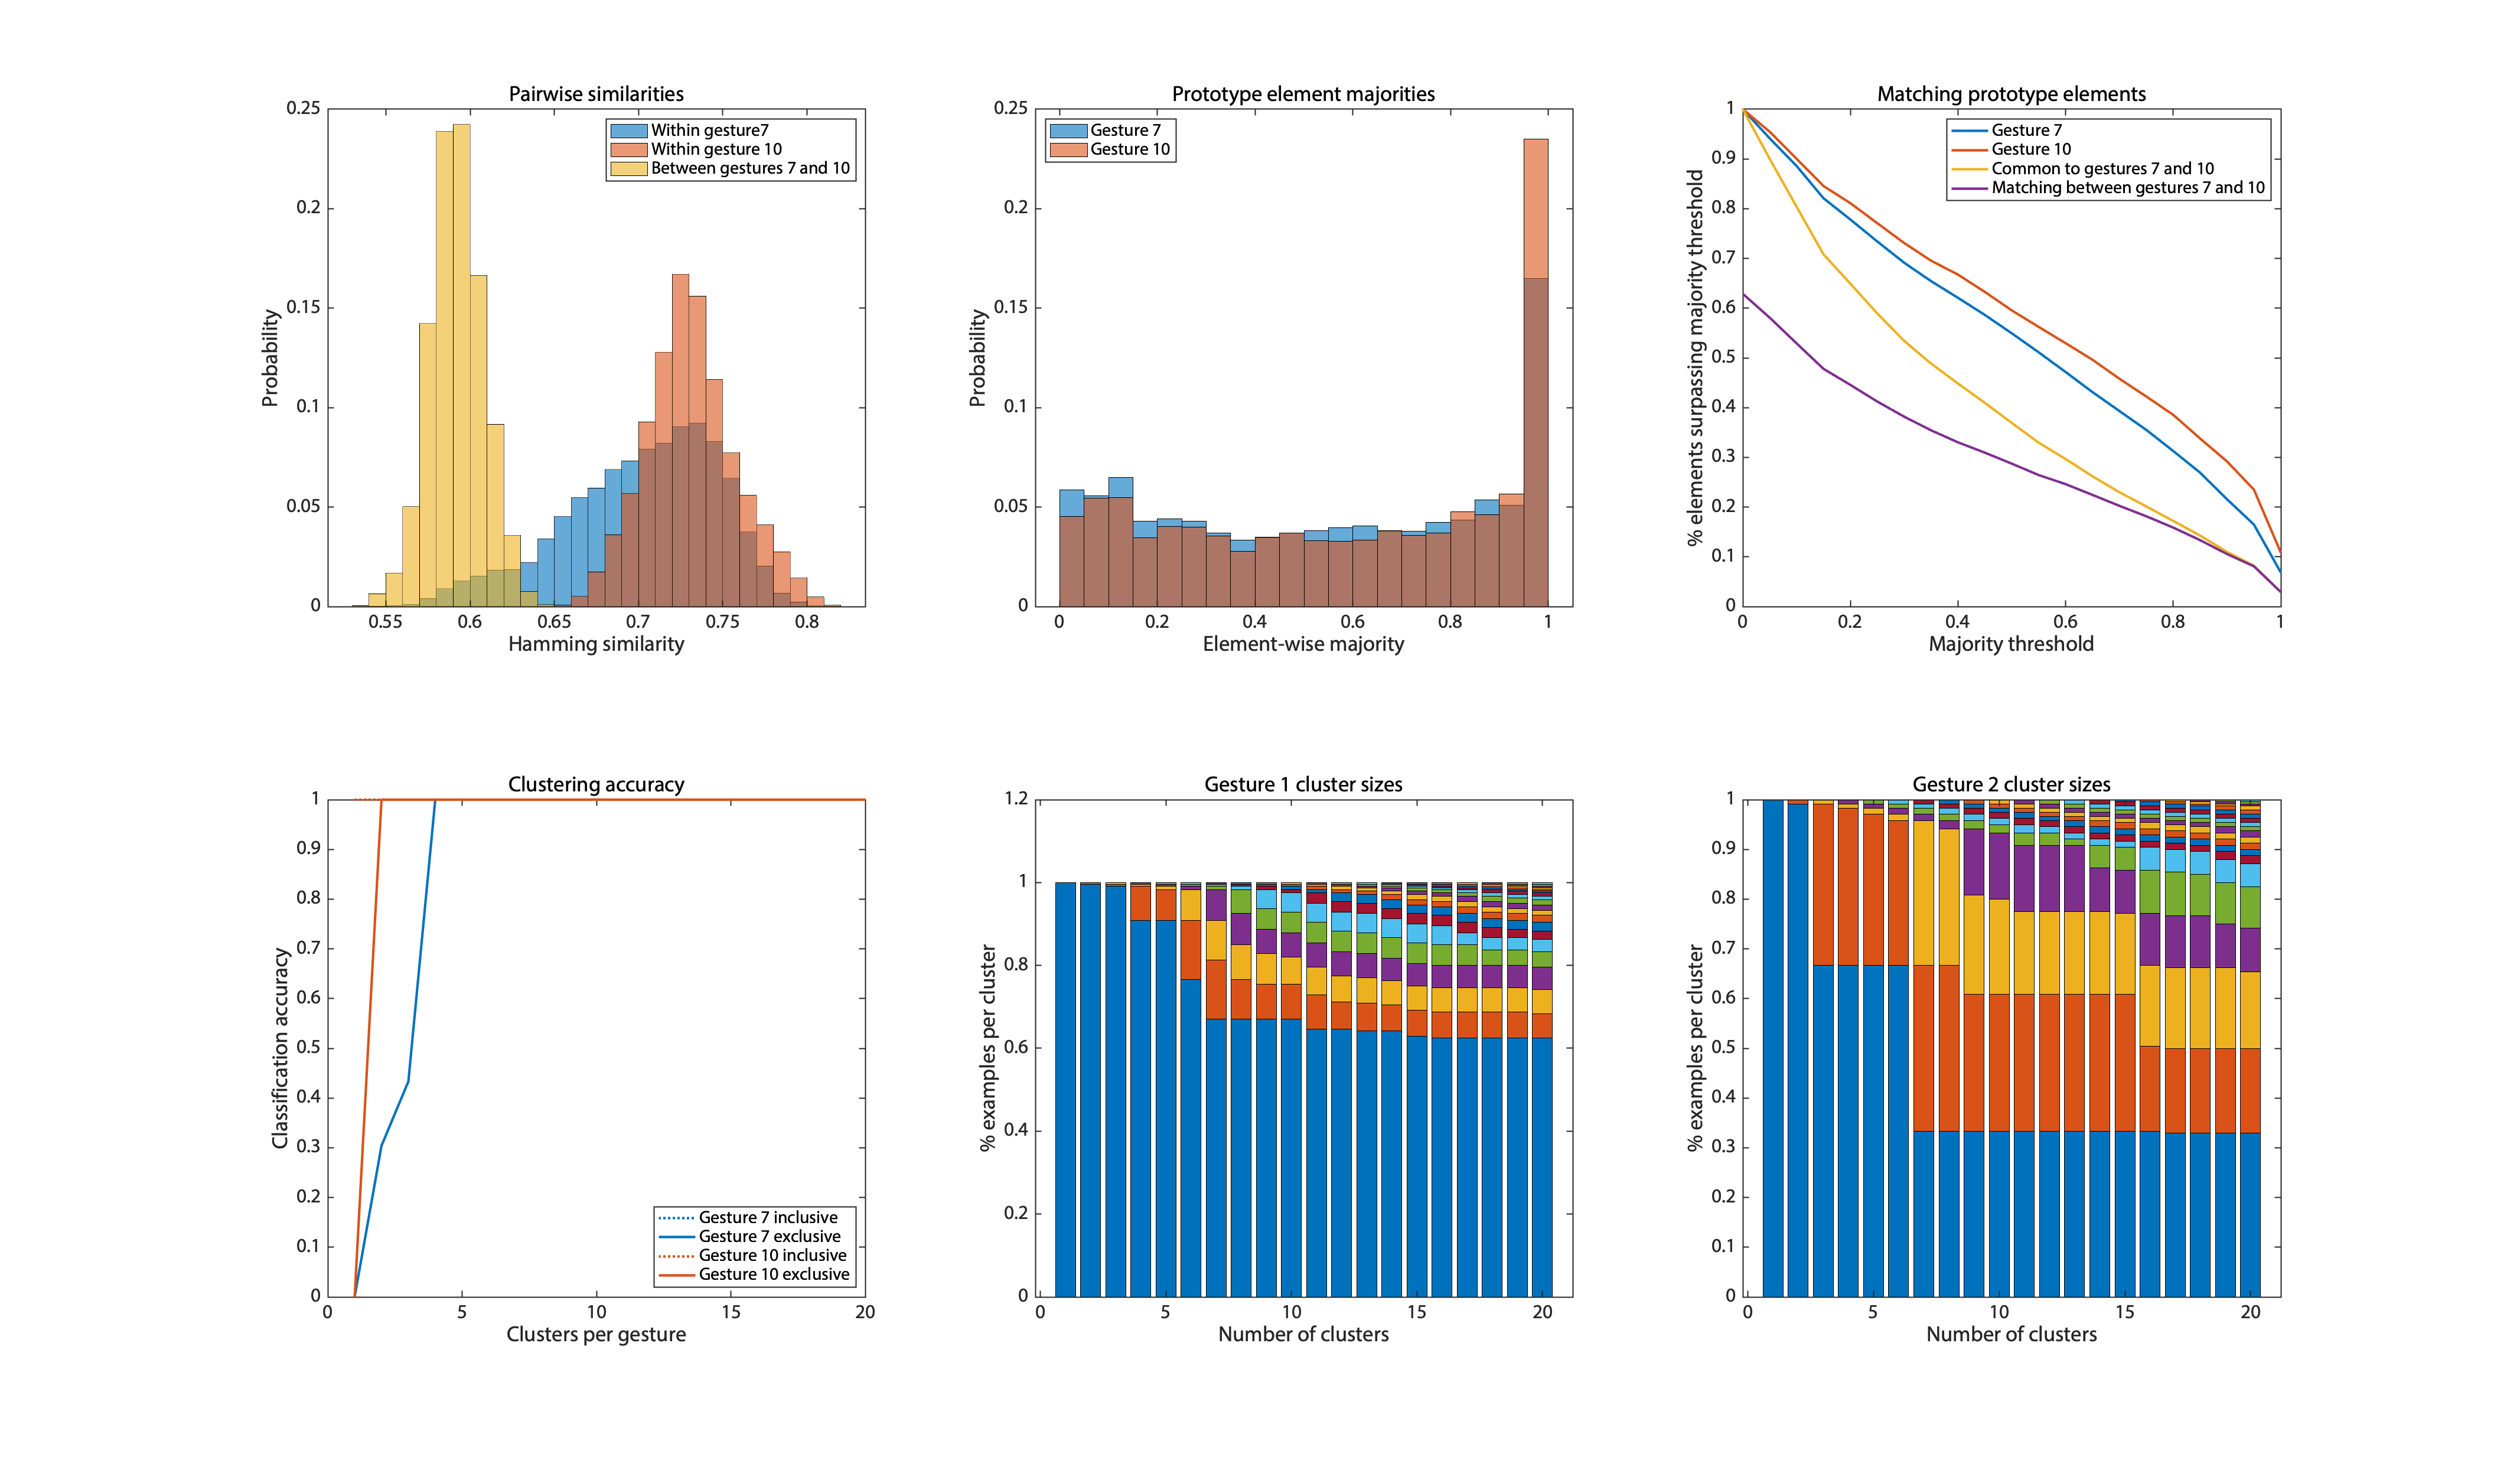 Pairwise similarities
0.25
0.2
0.15
0.1
0.05
0
Probability
Within gesture7
Within gesture 10
Between gestures 7 and 10
0.55 0.6 0.65 0.7 0.75 0.8
Hamming similarity
Prototype element majorities
0.25
0.2
0.15
0.1
0.05
0
Probability
Gesture 7
Gesture 10
0 0.2 0.4 0.6 0.8 1
Element-wise majority
Matching prototype elements
1
0.9
0.8
0.7
0.6
0.5
0.4
0.3
0.2
0.1
0
% elements surpassing majority threshold
Gesture 7
Gesture 10
Common to gestures 7 and 10
Matching between gestures 7 and 10
0 0.2 0.4 0.6 0.8 1
Majority threshold
Clustering accuracy
1
0.9
0.8
0.7
0.6
0.5
0.4
0.3
0.2
0.1
0
Classification accuracy
Gesture 7 inclusive
Gesture 7 exclusive
Gesture 10 inclusive
Gesture 10 exclusive
0 5 10 15 20
Clusters per gesture
Gesture 1 cluster sizes
1.2
1
0.8
0.6
0.4
0.2
0
% examples per cluster
0 5 10 15 20
Number of clusters
Gesture 2 cluster sizes
1
0.9
0.8
0.7
0.6
0.5
0.4
0.3
0.2
0.1
0
% examples per cluster
0 5 10 15 20
Number of clusters